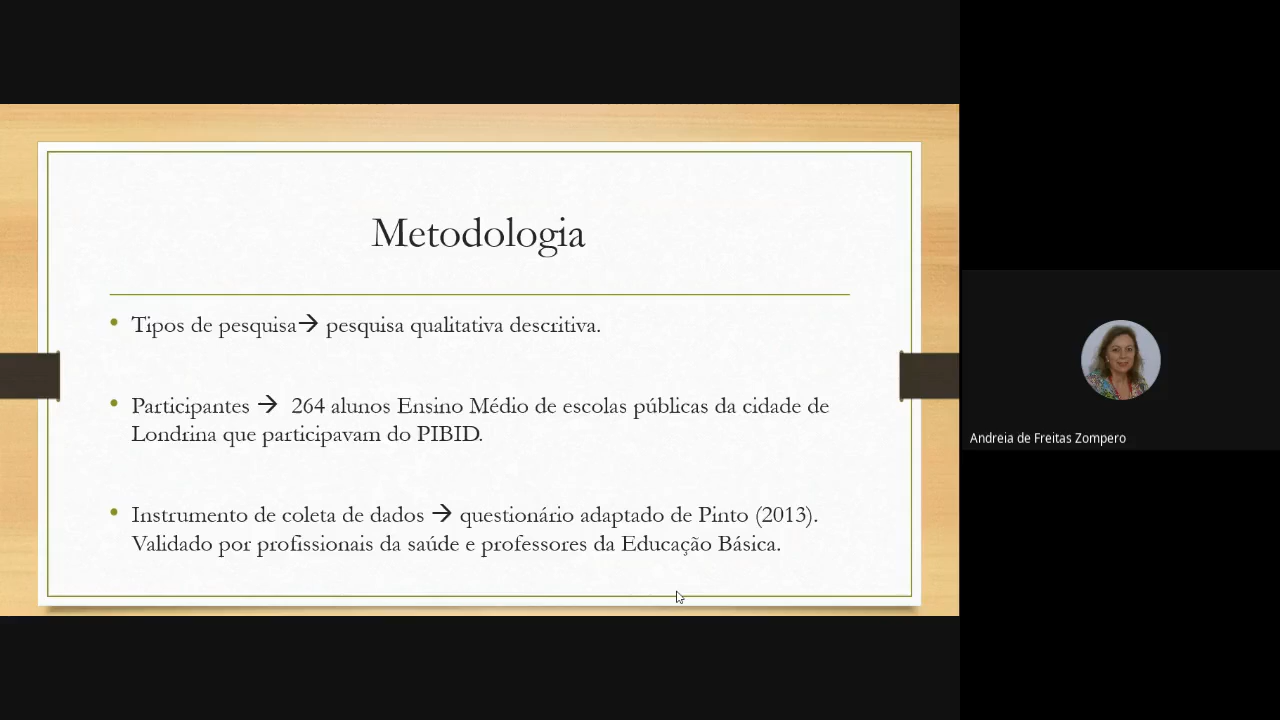 Metodologia
Tipos de pesquisa→ pesquisa qualitativa descritiva.
Participantes → 264 alunos Ensino Médio de escolas públicas da cidade de
Londrina que participavam do PIBID.
Instrumento de coleta de dados → questionário adaptado de Pinto (2013).
Validado por profissionais da saúde e professores da Educação Básica.
Andreia de Freitas Zompero